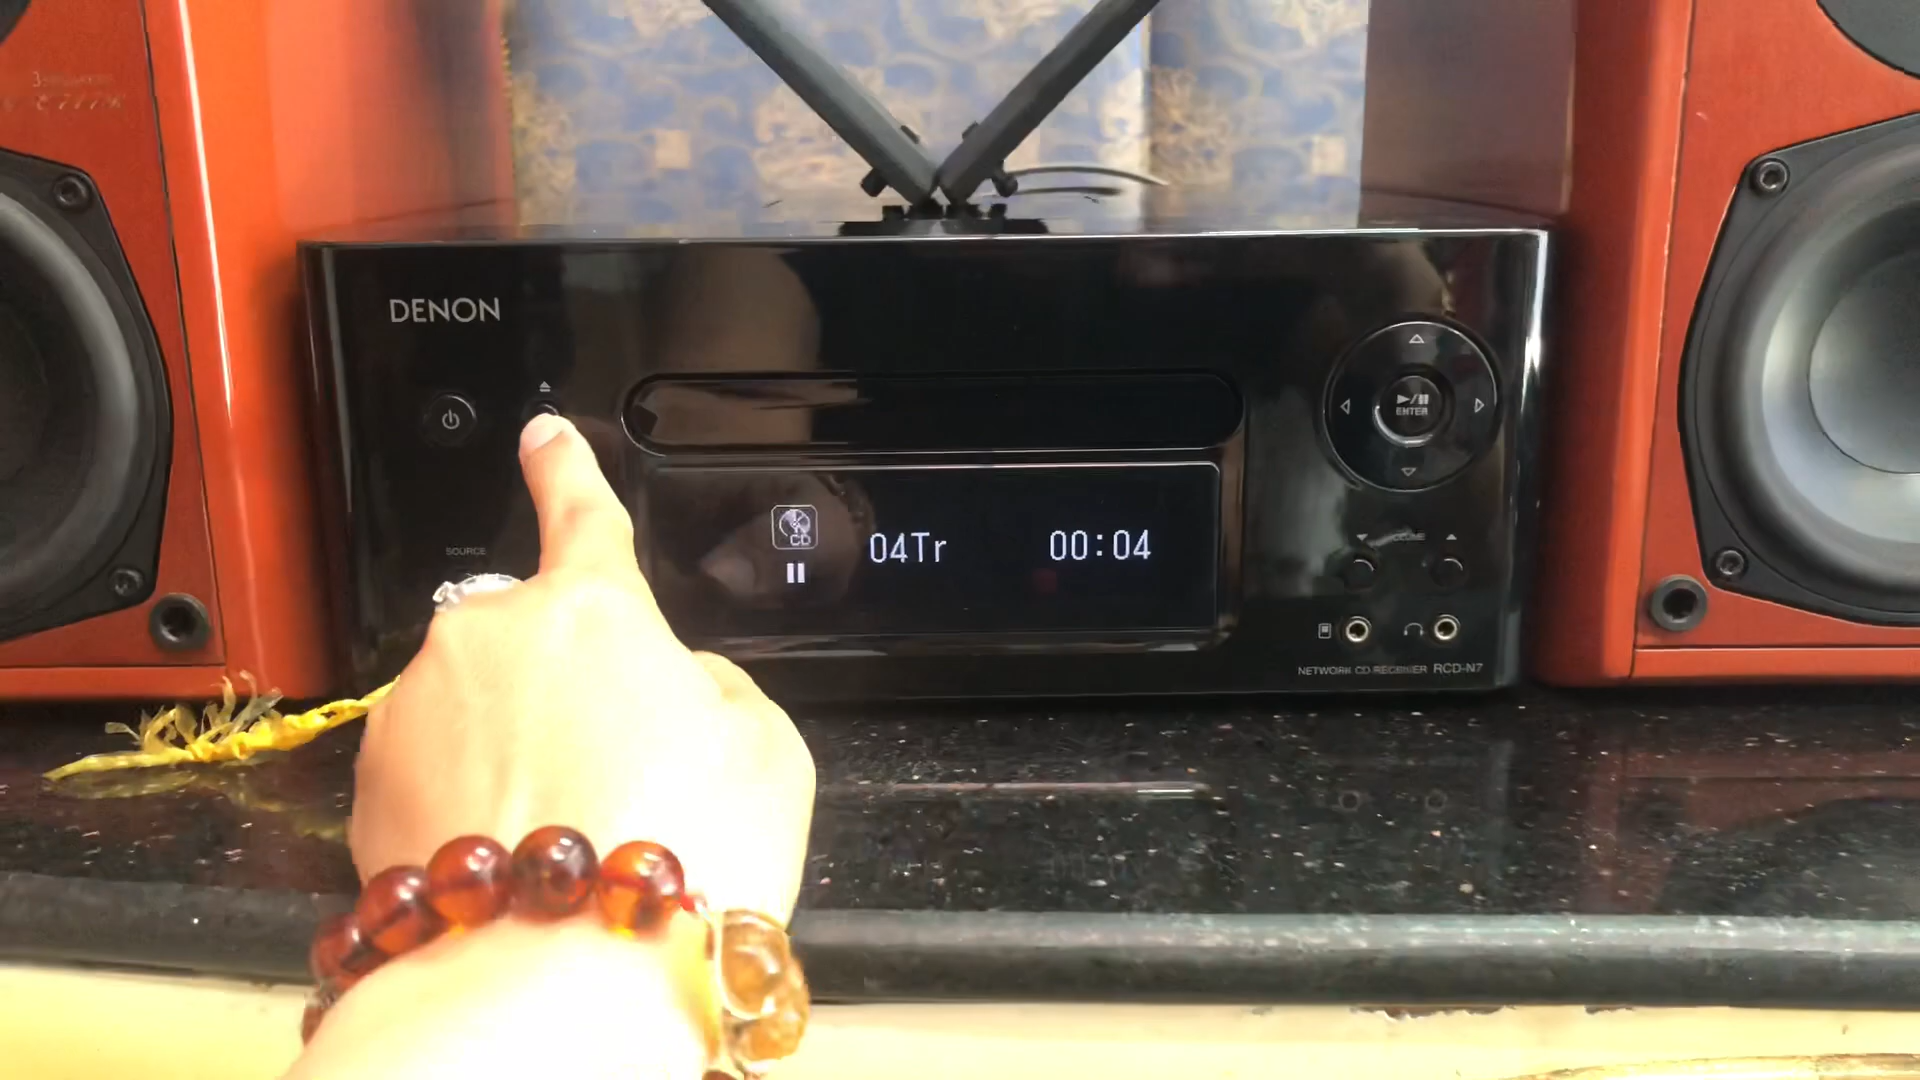 DENON
ENTER
SOURCE
CD
04Tr 00:04
NETWORK CD RECEIVER RCD-N7